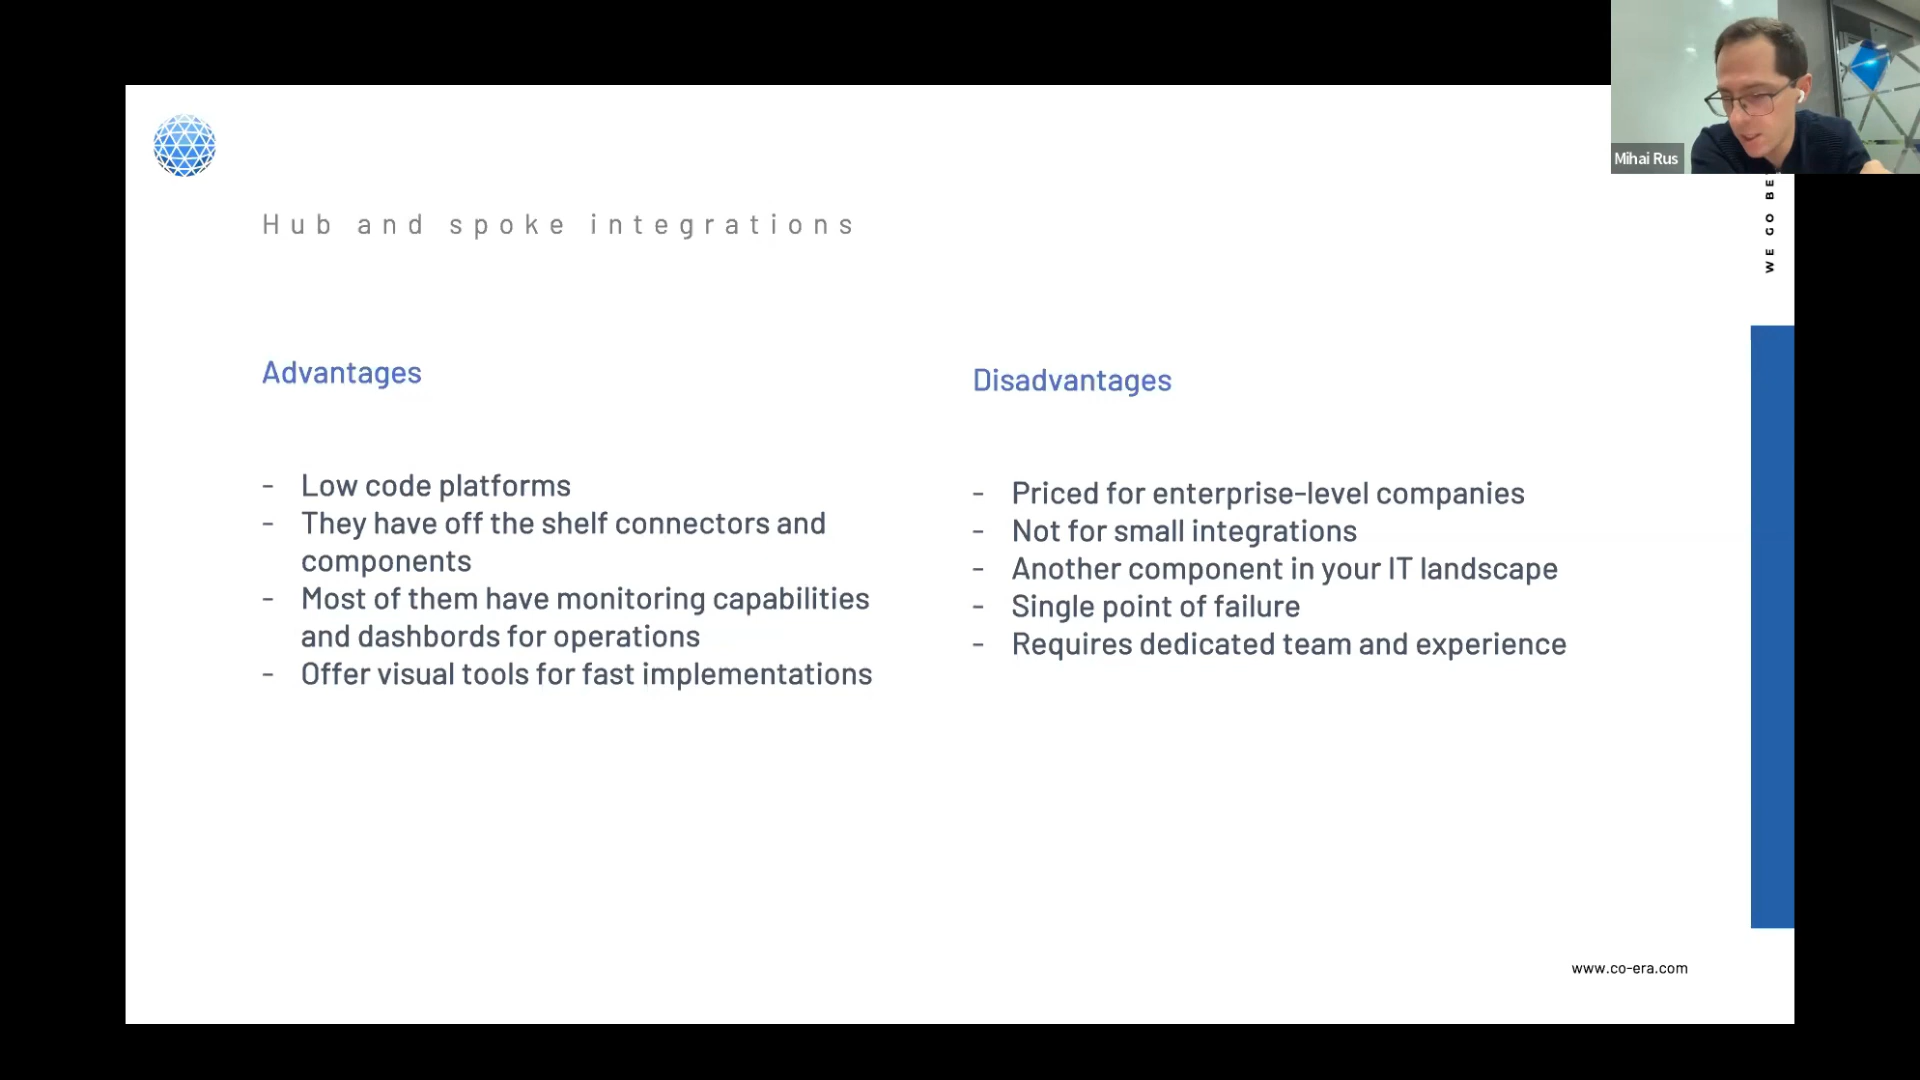 Mihai Rus
WE GO BE
Hub and spoke integrations
Advantages
- Low code platforms
- They have off the shelf connectors and
components
- Most of them have monitoring capabilities
and dashbords for operations
- Offer visual tools for fast implementations
Disadvantages
- Priced for enterprise-level companies
- Not for small integrations
- Another component in your IT landscape
- Single point of failure
- Requires dedicated team and experience
www.co-era.com